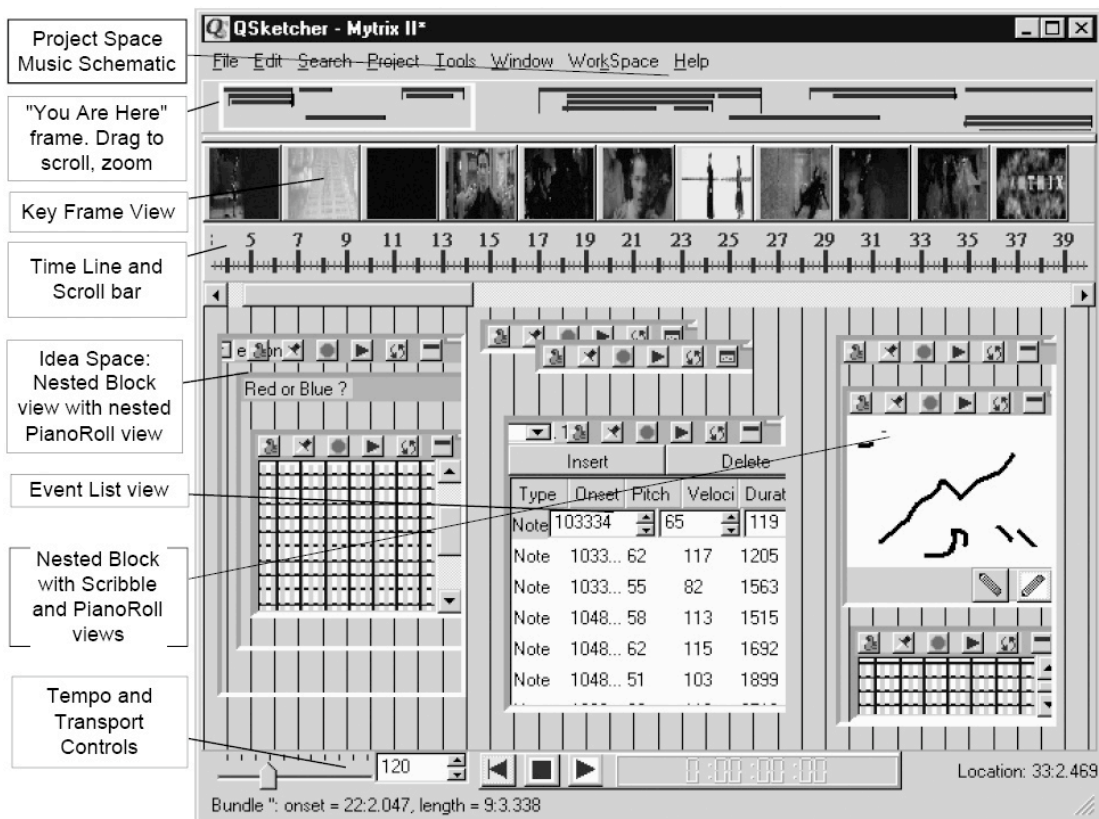 Project Space
Music Schematic
"You Are Here"
frame. Drag to
scroll, zoom
Key Frame View
Time Line and
Scroll bar
Idea Space:
Nested Block
view with nested
PianoRoll view
Event List view
Nested Block
with Scribble
and PianoRoll
views
Tempo and
Transport
Controls
QSketcher - Mytrix II*
File Edit Search Project Tools Window WorkSpace Help
5 7 9 11 13 15 17 19 21 23 25 27 29 31 33 35 37 39
Red or Blue ?
Insert Delete
Type Onset Pitch Veloci Durat
Note 103334 65 119
Note 1033... 62 117 1205
Note 1033... 55 82 1563
Note 1048... 58 113 1515
Note 1048... 62 115 1692
Note 1048... 51 103 1899
120
0:00:00:00
Location: 33:2.469
Bundle '': onset = 22:2.047, length = 9:3.338